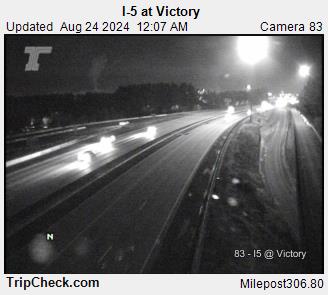 I-5 at Victory
Updated Aug 24 2024 12:07 AM Camera 83
T
N
83 - I5 @ Victory
TripCheck.com Milepost306.80